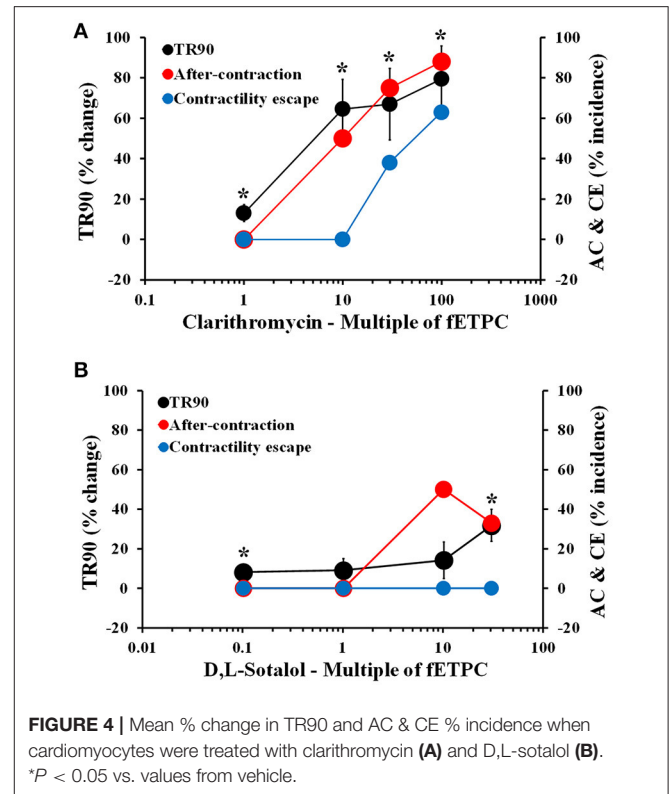 A
TR90
After-contraction
Contractility escape
TR90 (% change)
100
80
60
40
20
0
-20
*
*
*
*
100
80
60
40
20
0
-20
AC & CE (% incidence)
0.1
1
10
100
1000
Clarithromycin - Multiple of fETPC
B
TR90
After-contraction
Contractility escape
TR90 (% change)
100
80
60
40
20
0
-20
*
*
100
80
60
40
20
0
-20
AC & CE (% incidence)
0.01
0.1
1
10
100
D,L-Sotalol - Multiple of fETPC
FIGURE 4 | Mean % change in TR90 and AC & CE % incidence when
cardiomyocytes were treated with clarithromycin (A) and D,L-sotalol (B).
*P < 0.05 vs. values from vehicle.